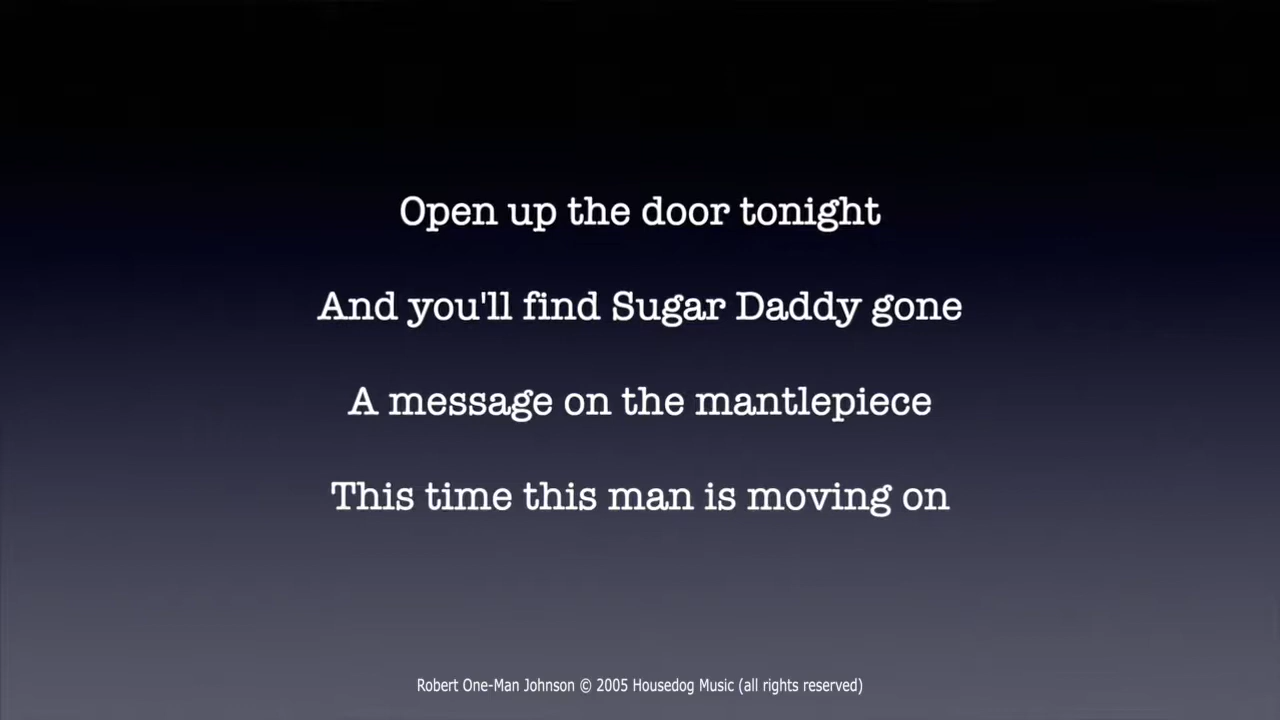 Open up the door tonight
And you'll find Sugar Daddy gone
A message on the mantlepiece
This time this man is moving on
Robert One-Man Johnson © 2005 Housedog Music (all rights reserved)